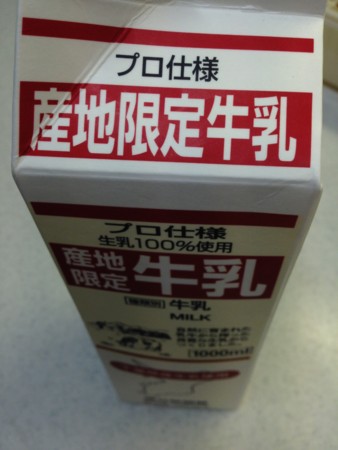 プロ仕様
産地限定牛乳
プロ仕様
生乳100%使用
産地限定 牛乳
種類別 牛乳
MILK
1000ml